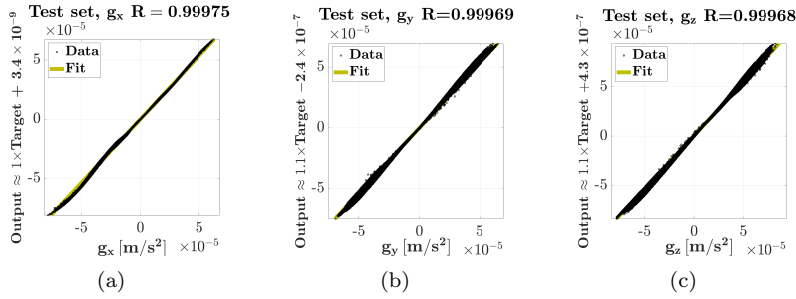 Test set, gx R = 0.99975
×10⁻⁵
Output ≈ 1×Target + 3.4 × 10⁻⁹
5
0
-5
Data
Fit
-5
0
5
×10⁻⁵
gx [m/s²]
(a)
Test set, gy R=0.99969
×10⁻⁵
Output ≈ 1.1×Target −2.4 × 10⁻⁷
5
0
-5
Data
Fit
-5
0
5
×10⁻⁵
gy [m/s²]
(b)
Test set, gz R=0.99968
×10⁻⁵
Output ≈ 1.1×Target +4.3 × 10⁻⁷
5
0
-5
Data
Fit
-5
0
5
×10⁻⁵
gz [m/s²]
(c)